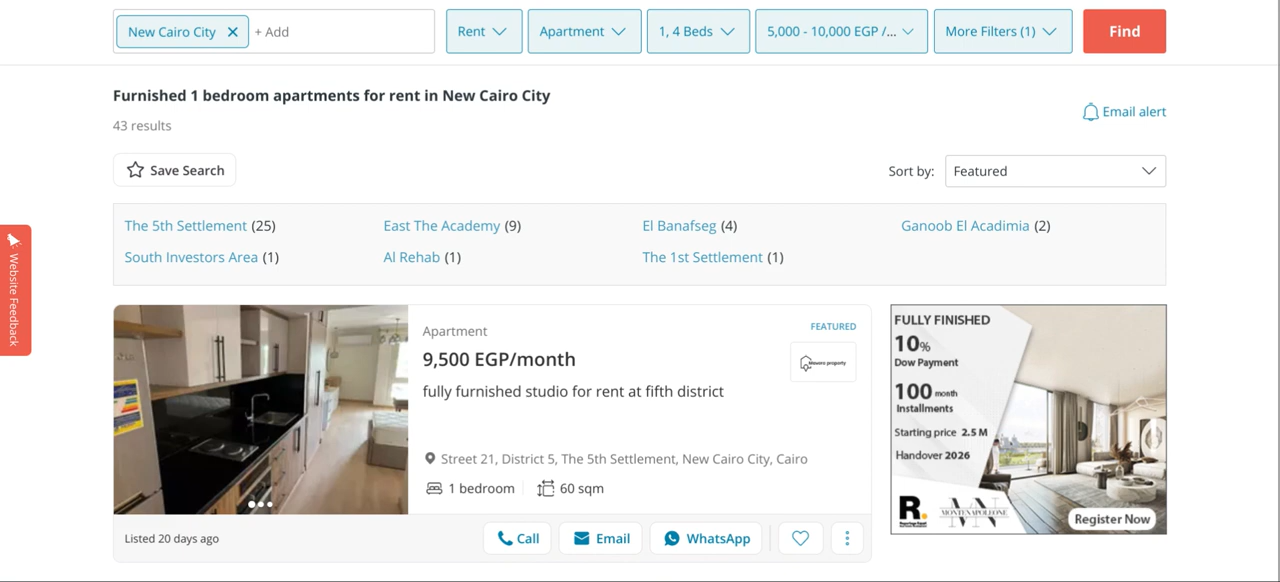 New Cairo City + Add Rent Apartment 1, 4 Beds 5,000 - 10,000 EGP /... More Filters (1) Find
Furnished 1 bedroom apartments for rent in New Cairo City
43 results
Email alert
Save Search
Sort by: Featured
The 5th Settlement (25) East The Academy (9) El Banafseg (4) Ganoob El Acadimia (2)
South Investors Area (1) Al Rehab (1) The 1st Settlement (1)
Website Feedback
Apartment
FEATURED
9,500 EGP/month
fully furnished studio for rent at fifth district
Street 21, District 5, The 5th Settlement, New Cairo City, Cairo
1 bedroom 60 sqm
Listed 20 days ago Call Email WhatsApp
FULLY FINISHED
10%
Dow Payment
100 month
Installments
Starting price 2.5 M
Handover 2026
R.
MONTENAPOLEONE
Register Now